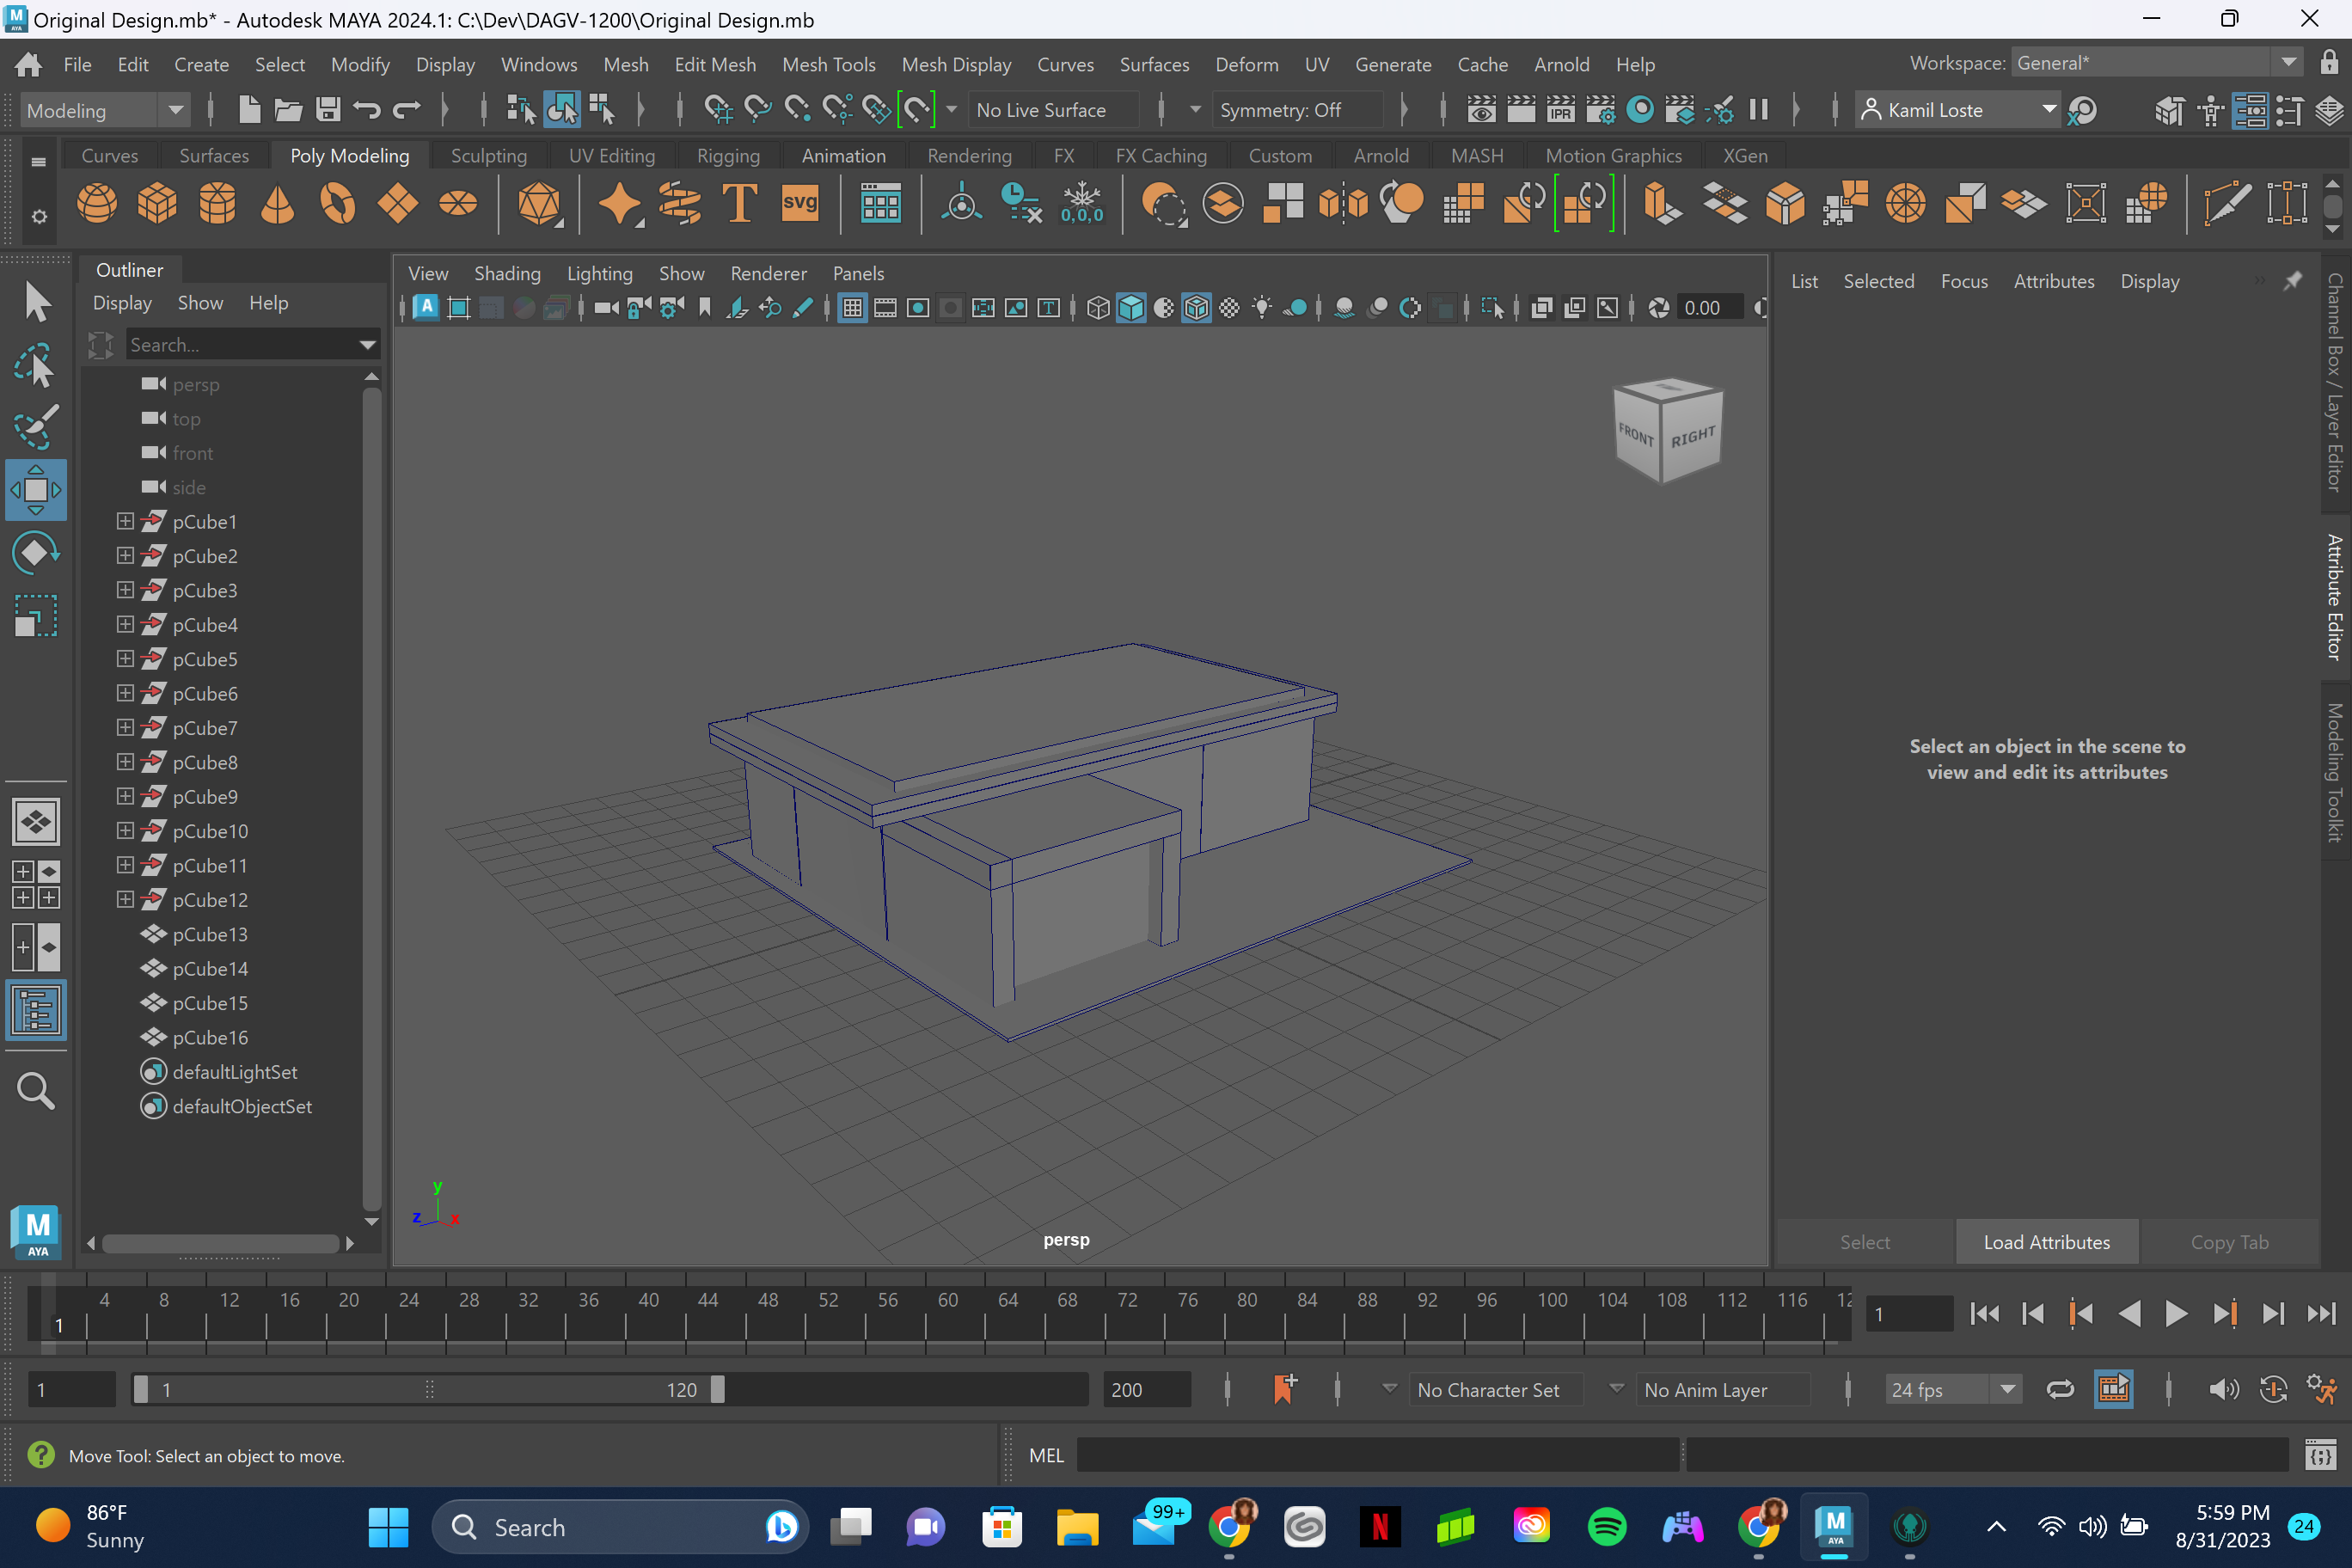 Original Design.mb* - Autodesk MAYA 2024.1: C:\Dev\DAGV-1200\Original Design.mb
File Edit Create Select Modify Display Windows Mesh Edit Mesh Mesh Tools Mesh Display Curves Surfaces Deform UV Generate Cache Arnold Help
Workspace: General*
Modeling
No Live Surface
Symmetry: Off
IPR
Kamil Loste
Curves Surfaces Poly Modeling Sculpting UV Editing Rigging Animation Rendering FX FX Caching Custom Arnold MASH Motion Graphics XGen
T
svg
0,0,0
Outliner
Display Show Help
Search...
persp
top
front
side
pCube1
pCube2
pCube3
pCube4
pCube5
pCube6
pCube7
pCube8
pCube9
pCube10
pCube11
pCube12
pCube13
pCube14
pCube15
pCube16
defaultLightSet
defaultObjectSet
M
AYA
View Shading Lighting Show Renderer Panels
0.00
FRONT RIGHT
y
z x
persp
List Selected Focus Attributes Display
Select an object in the scene to
view and edit its attributes
Select Load Attributes Copy Tab
Channel Box / Layer Editor
Attribute Editor
Modeling Toolkit
4 8 12 16 20 24 28 32 36 40 44 48 52 56 60 64 68 72 76 80 84 88 92 96 100 104 108 112 116 12
1
1
1 1 120 200
No Character Set
No Anim Layer
24 fps
Move Tool: Select an object to move.
MEL
86°F
Sunny
Search
99+
N
M
AYA
5:59 PM
8/31/2023
24